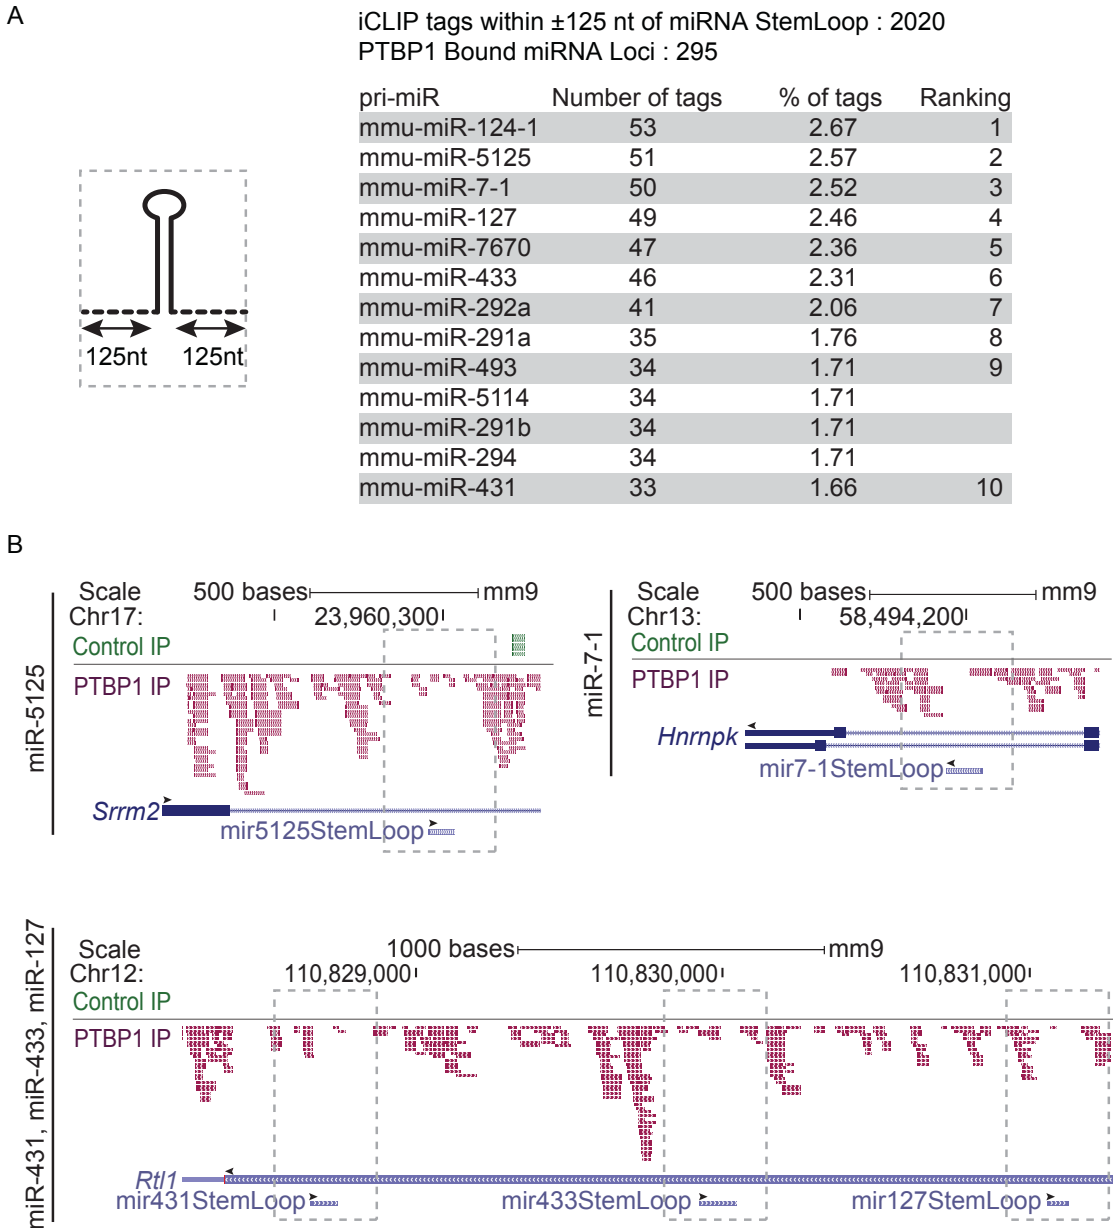 A
iCLIP tags within ±125 nt of miRNA StemLoop : 2020
PTBP1 Bound miRNA Loci : 295
125nt 125nt
pri-miR Number of tags % of tags Ranking
mmu-miR-124-1 53 2.67 1
mmu-miR-5125 51 2.57 2
mmu-miR-7-1 50 2.52 3
mmu-miR-127 49 2.46 4
mmu-miR-7670 47 2.36 5
mmu-miR-433 46 2.31 6
mmu-miR-292a 41 2.06 7
mmu-miR-291a 35 1.76 8
mmu-miR-493 34 1.71 9
mmu-miR-5114 34 1.71
mmu-miR-291b 34 1.71
mmu-miR-294 34 1.71
mmu-miR-431 33 1.66 10
B
miR-5125
Scale 500 bases mm9
Chr17: 23,960,300
Control IP
PTBP1 IP
Srrm2
mir5125StemLoop
miR-7-1
Scale 500 bases mm9
Chr13: 58,494,200
Control IP
PTBP1 IP
Hnrnpk
mir7-1StemLoop
miR-431, miR-433, miR-127
Scale 1000 bases mm9
Chr12: 110,829,000 110,830,000 110,831,000
Control IP
PTBP1 IP
Rtl1
mir431StemLoop mir433StemLoop mir127StemLoop